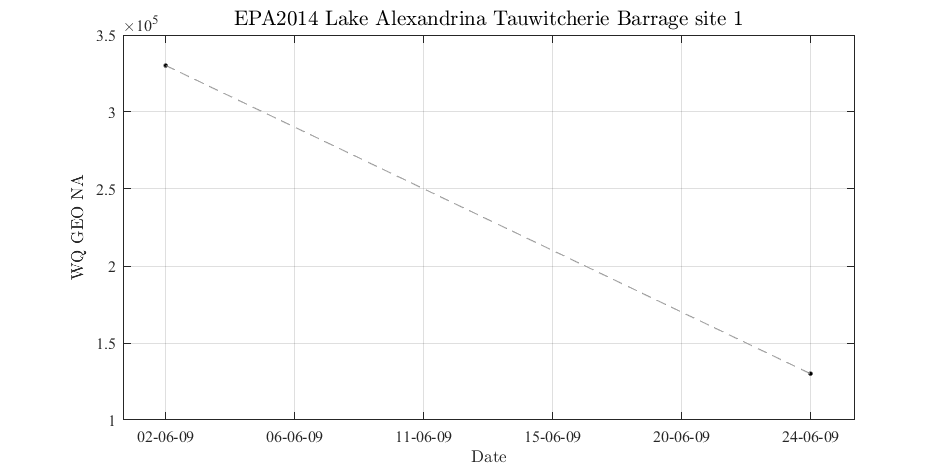 EPA2014 Lake Alexandrina Tauwitcherie Barrage site 1
×10⁵
3.5
3
2.5
2
1.5
1
WQ GEO NA
02-06-09 06-06-09 11-06-09 15-06-09 20-06-09 24-06-09
Date